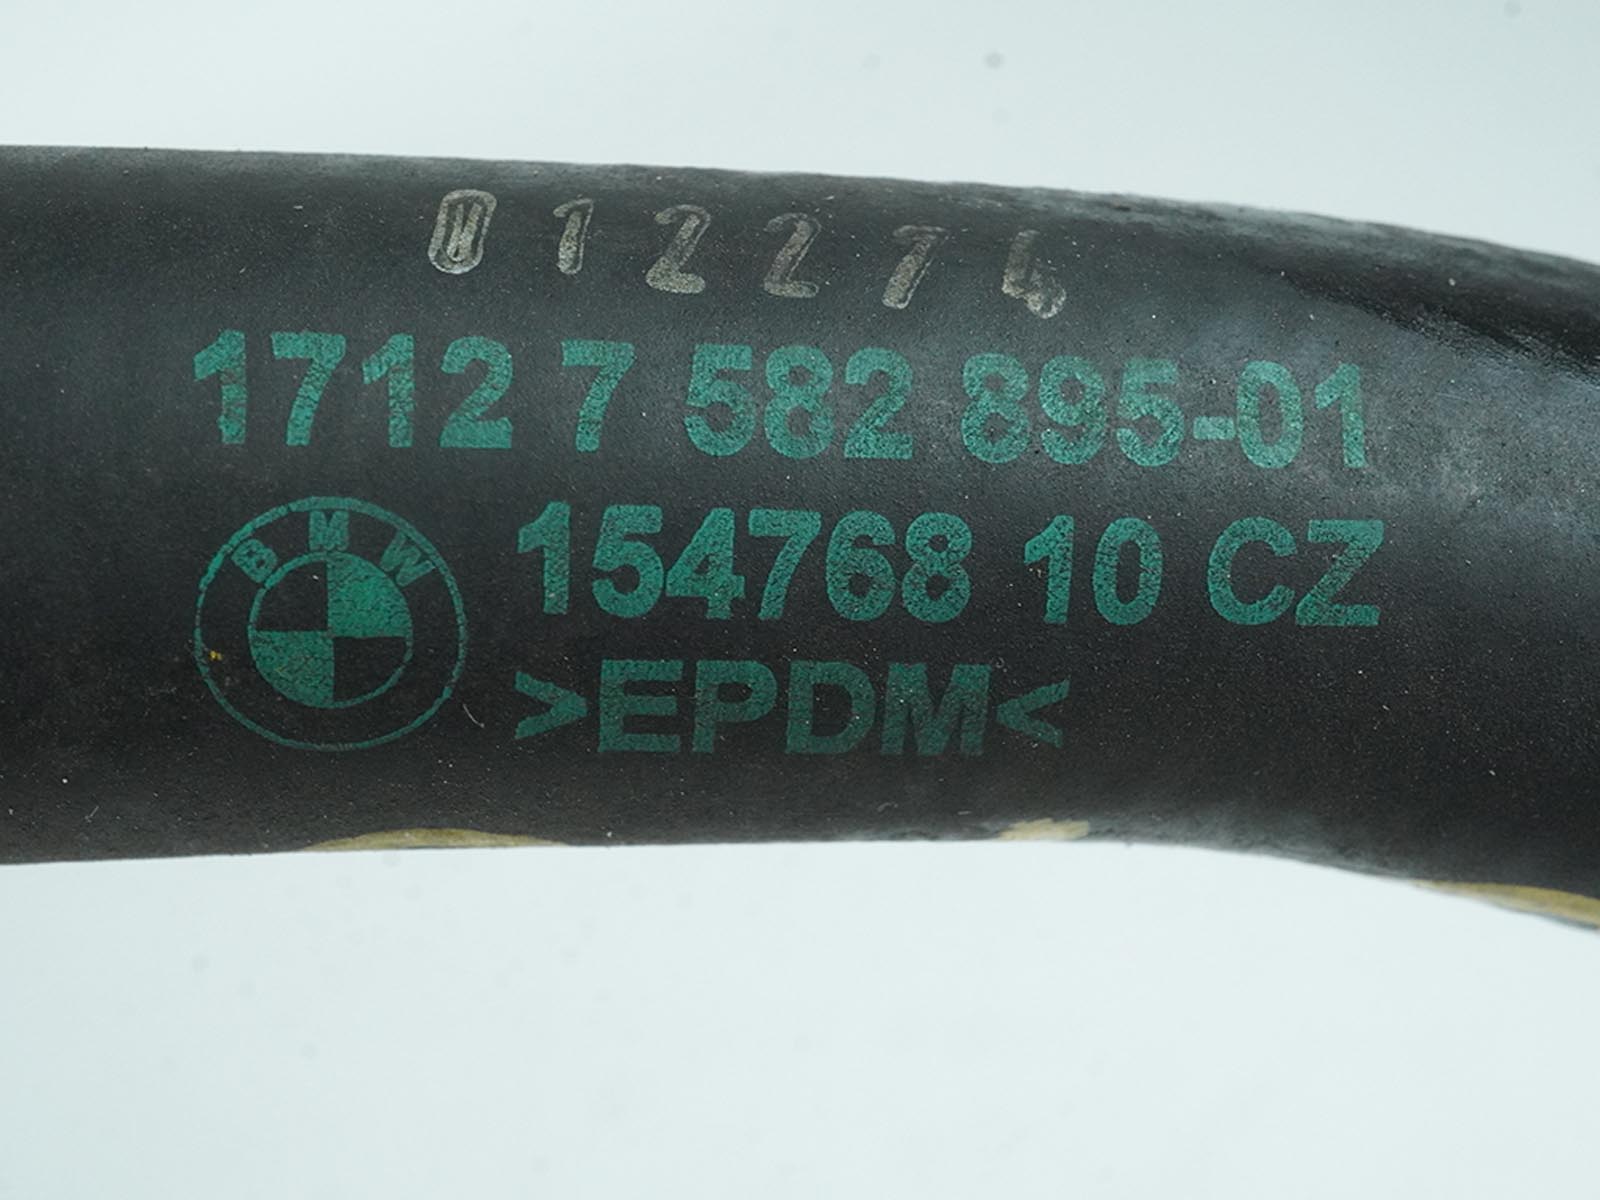 012274
1712 7 582 895-01
BMW
154768 10 CZ
>EPDM<